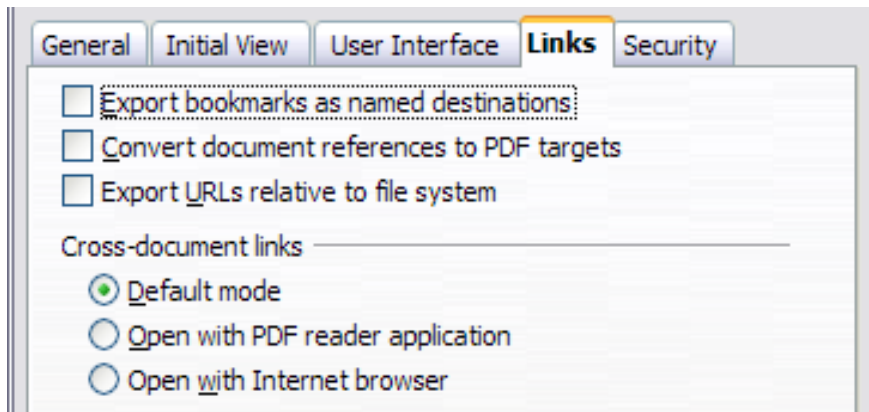 General Initial View User Interface Links Security
Export bookmarks as named destinations
Convert document references to PDF targets
Export URLs relative to file system
Cross-document links
Default mode
Open with PDF reader application
Open with Internet browser